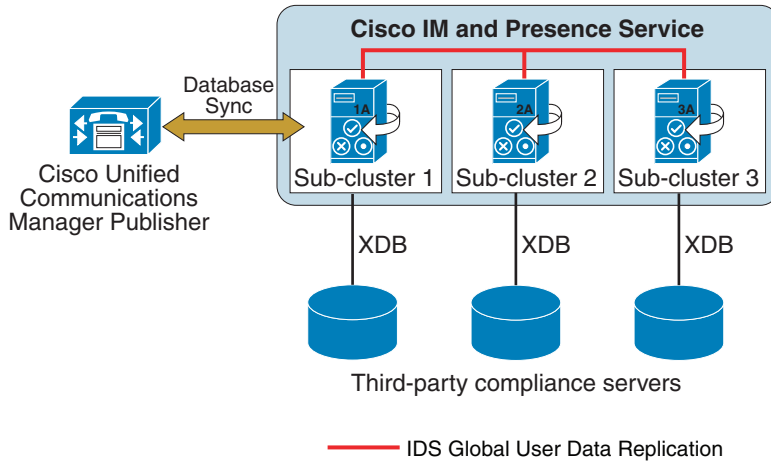 Cisco IM and Presence Service
Database
Sync
1A
2A
3A
Cisco Unified
Communications
Manager Publisher
Sub-cluster 1
Sub-cluster 2
Sub-cluster 3
XDB
XDB
XDB
Third-party compliance servers
IDS Global User Data Replication